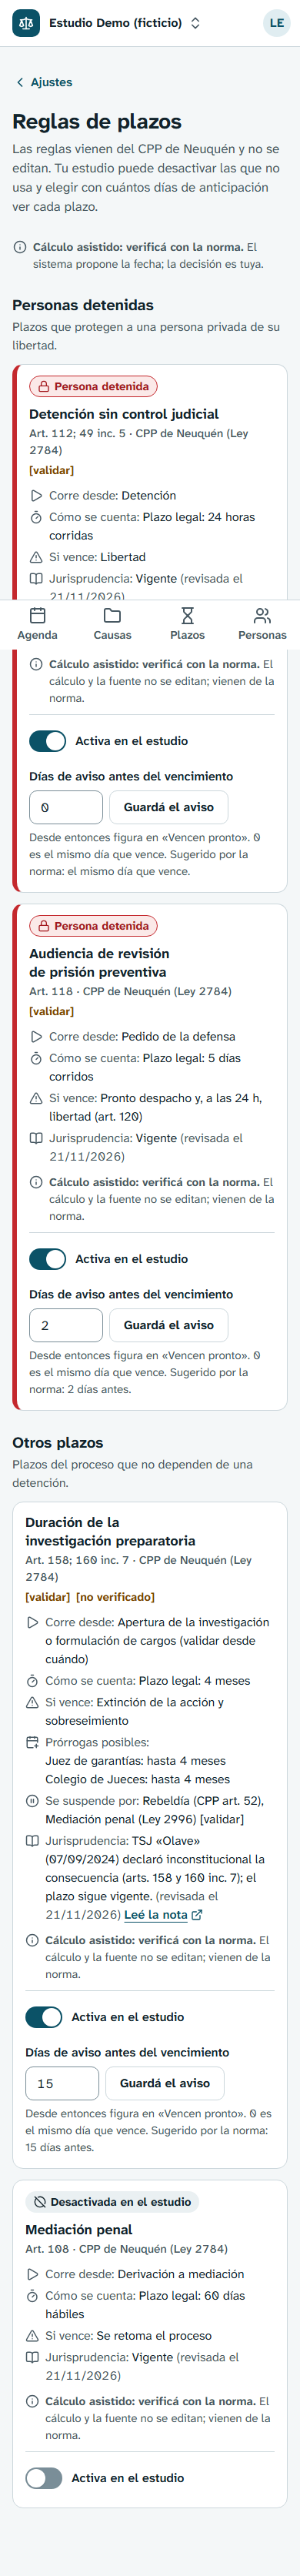 Estudio Demo (ficticio)
LE
Ajustes
Reglas de plazos
Las reglas vienen del CPP de Neuquén y no se
editan. Tu estudio puede desactivar las que no
usa y elegir con cuántos días de anticipación
ver cada plazo.
Cálculo asistido: verificá con la norma. El
sistema propone la fecha; la decisión es tuya.
Personas detenidas
Plazos que protegen a una persona privada de su
libertad.
Persona detenida
Detención sin control judicial
Art. 112; 49 inc. 5 · CPP de Neuquén (Ley
2784)
[validar]
Corre desde: Detención
Cómo se cuenta: Plazo legal: 24 horas
corridas
Si vence: Libertad
Jurisprudencia: Vigente (revisada el
21/11/2026)
Agenda
Causas
Plazos
Personas
Cálculo asistido: verificá con la norma. El
cálculo y la fuente no se editan; vienen de la
norma.
Activa en el estudio
Días de aviso antes del vencimiento
0
Guardá el aviso
Desde entonces figura en «Vencen pronto». 0
es el mismo día que vence. Sugerido por la
norma: el mismo día que vence.
Persona detenida
Audiencia de revisión
de prisión preventiva
Art. 118 · CPP de Neuquén (Ley 2784)
[validar]
Corre desde: Pedido de la defensa
Cómo se cuenta: Plazo legal: 5 días
corridos
Si vence: Pronto despacho y, a las 24 h,
libertad (art. 120)
Jurisprudencia: Vigente (revisada el
21/11/2026)
Cálculo asistido: verificá con la norma. El
cálculo y la fuente no se editan; vienen de la
norma.
Activa en el estudio
Días de aviso antes del vencimiento
2
Guardá el aviso
Desde entonces figura en «Vencen pronto». 0
es el mismo día que vence. Sugerido por la
norma: 2 días antes.
Otros plazos
Plazos del proceso que no dependen de una
detención.
Duración de la
investigación preparatoria
Art. 158; 160 inc. 7 · CPP de Neuquén (Ley
2784)
[validar] [no verificado]
Corre desde: Apertura de la investigación
o formulación de cargos (validar desde
cuándo)
Cómo se cuenta: Plazo legal: 4 meses
Si vence: Extinción de la acción y
sobreseimiento
Prórrogas posibles:
Juez de garantías: hasta 4 meses
Colegio de Jueces: hasta 4 meses
Se suspende por: Rebeldía (CPP art. 52),
Mediación penal (Ley 2996) [validar]
Jurisprudencia: TSJ «Olave»
(07/09/2024) declaró inconstitucional la
consecuencia (arts. 158 y 160 inc. 7); el
plazo sigue vigente. (revisada el
21/11/2026) Leé la nota
Cálculo asistido: verificá con la norma. El
cálculo y la fuente no se editan; vienen de la
norma.
Activa en el estudio
Días de aviso antes del vencimiento
15
Guardá el aviso
Desde entonces figura en «Vencen pronto». 0 es
el mismo día que vence. Sugerido por la norma:
15 días antes.
Desactivada en el estudio
Mediación penal
Art. 108 · CPP de Neuquén (Ley 2784)
Corre desde: Derivación a mediación
Cómo se cuenta: Plazo legal: 60 días
hábiles
Si vence: Se retoma el proceso
Jurisprudencia: Vigente (revisada el
21/11/2026)
Cálculo asistido: verificá con la norma. El
cálculo y la fuente no se editan; vienen de la
norma.
Activa en el estudio